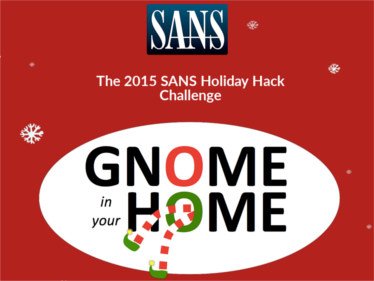 SANS
The 2015 SANS Holiday Hack
Challenge
GNOME
in
your
HOME